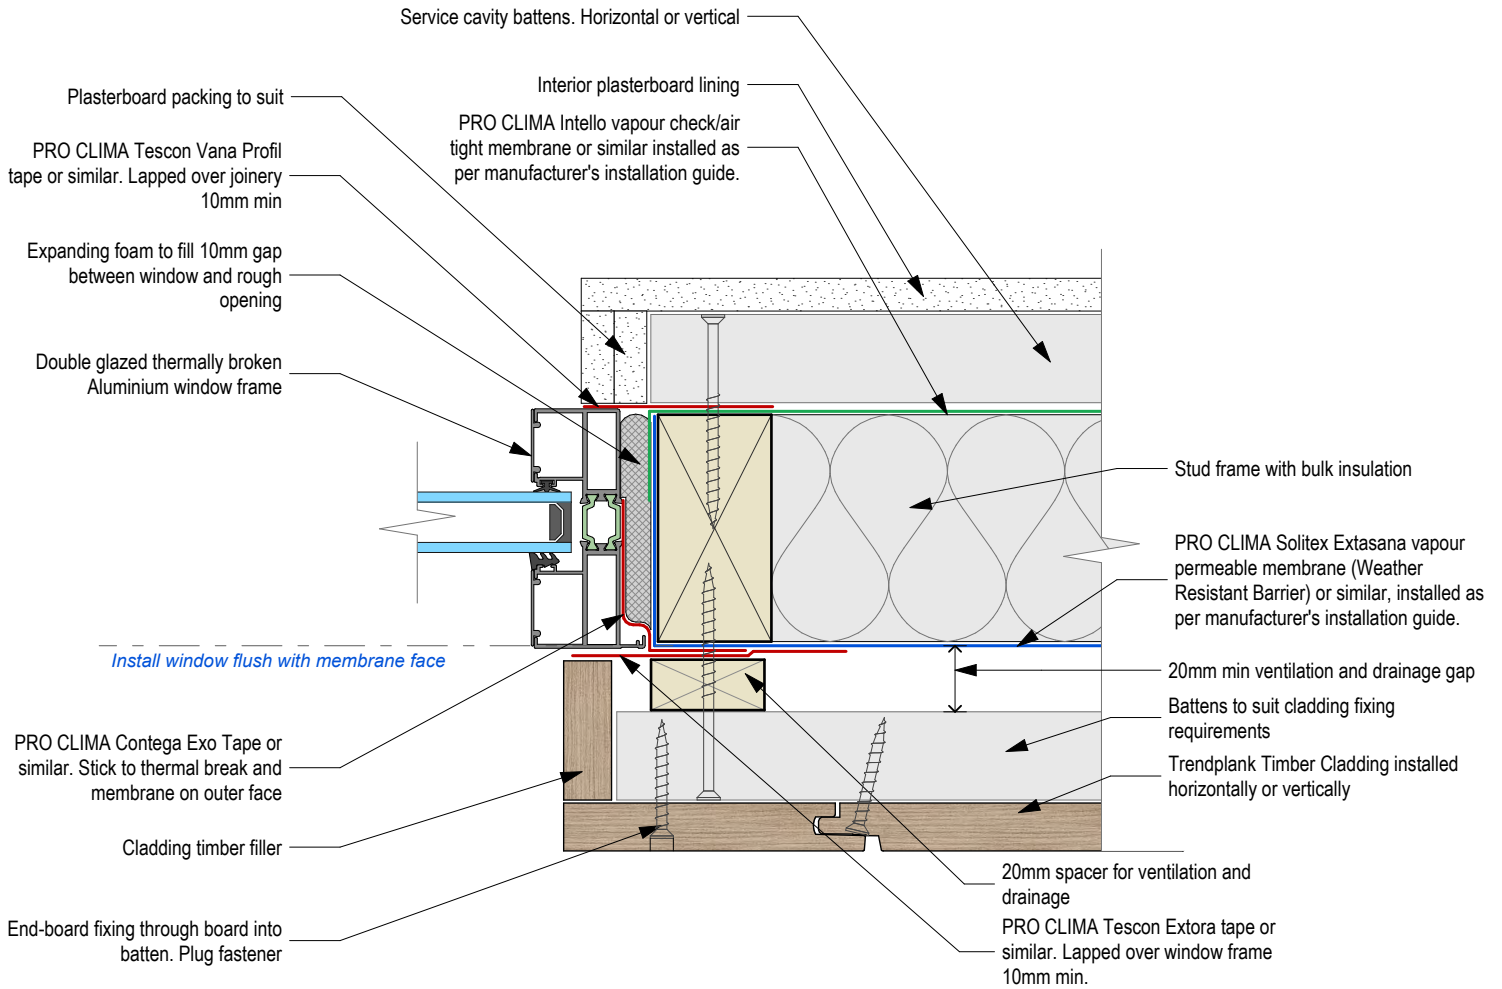 Service cavity battens. Horizontal or vertical
Interior plasterboard lining
Plasterboard packing to suit
PRO CLIMA Intello vapour check/air
tight membrane or similar installed as
per manufacturer's installation guide.
PRO CLIMA Tescon Vana Profil
tape or similar. Lapped over joinery
10mm min
Expanding foam to fill 10mm gap
between window and rough
opening
Double glazed thermally broken
Aluminium window frame
Stud frame with bulk insulation
PRO CLIMA Solitex Extasana vapour
permeable membrane (Weather
Resistant Barrier) or similar, installed as
per manufacturer's installation guide.
Install window flush with membrane face
20mm min ventilation and drainage gap
Battens to suit cladding fixing
requirements
PRO CLIMA Contega Exo Tape or
similar. Stick to thermal break and
membrane on outer face
Trendplank Timber Cladding installed
horizontally or vertically
Cladding timber filler
20mm spacer for ventilation and
drainage
End-board fixing through board into
batten. Plug fastener
PRO CLIMA Tescon Extora tape or
similar. Lapped over window frame
10mm min.